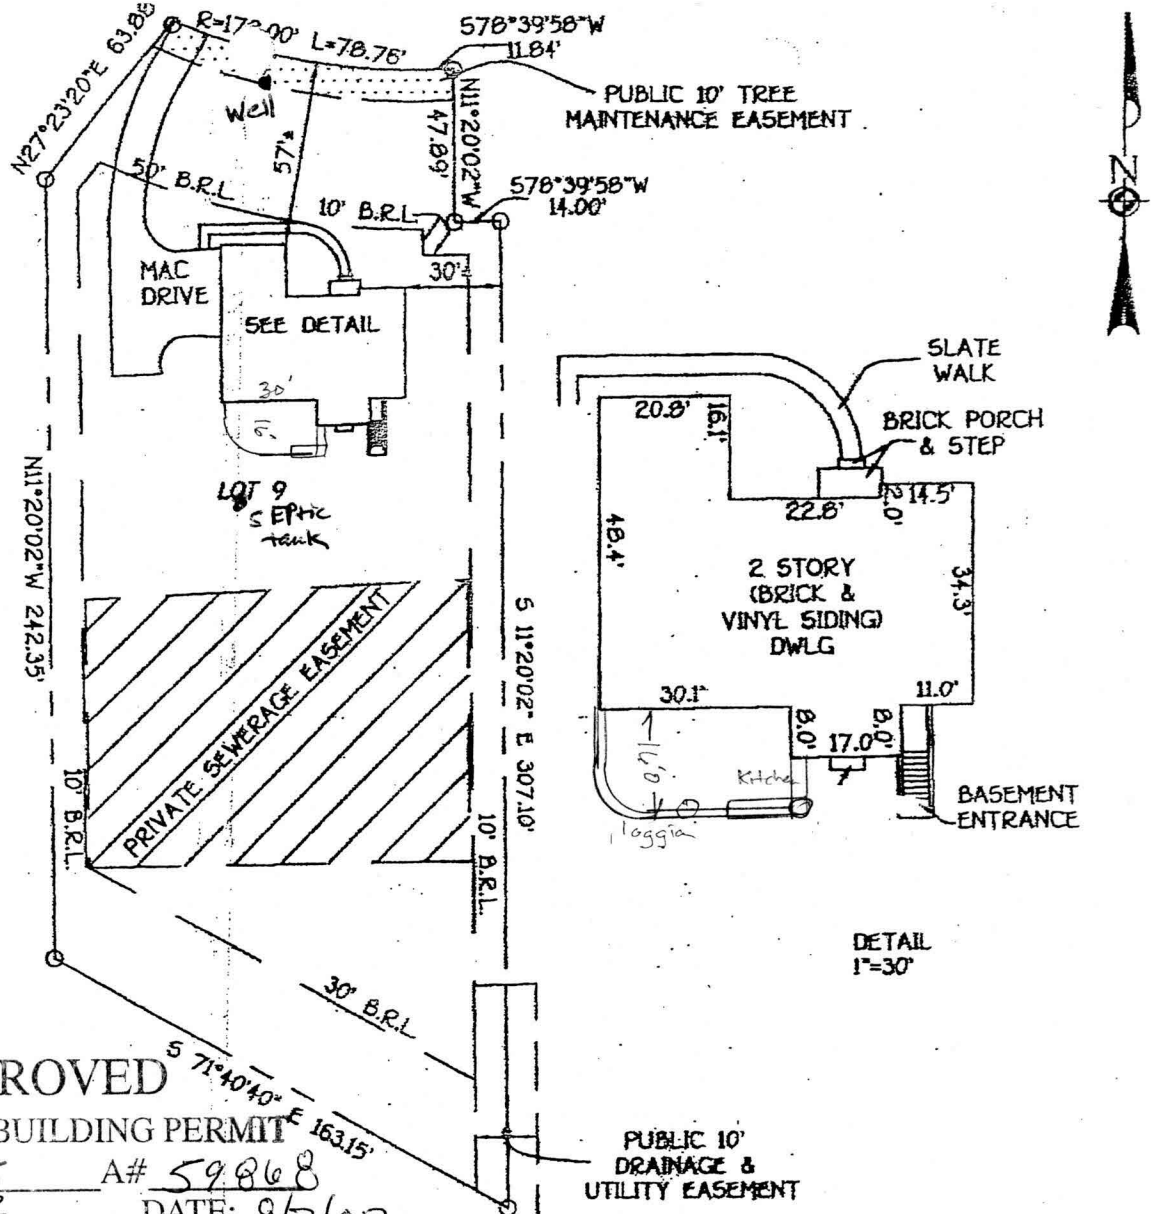 N27°23'20"E 63.88
R=172.00' L=78.76'
S78°39'58"W
11.84'
PUBLIC 10' TREE
MAINTENANCE EASEMENT
Well
57'±
N11°20'02"W
47.89'
S78°39'58"W
14.00'
50' B.R.L
10' B.R.L
30'±
N
MAC
DRIVE
SEE DETAIL
30'
16'
LOT 9
SEPtic
tank
N11°20'02"W 242.35'
S 11°20'02" E 307.10'
PRIVATE SEWERAGE EASEMENT
10' B.R.L.
10' B.R.L.
30' B.R.L
S 71°40'40" E 163.15'
SLATE
WALK
BRICK PORCH
& STEP
20.8'
16.1'
22.8'
2.0'
14.5'
48.4'
34.3'
2 STORY
(BRICK &
VINYL SIDING)
DWLG
30.1'
11.0'
8.0'
17.0'
8.0'
16'0"
Kitchen
loggia
BASEMENT
ENTRANCE
DETAIL
1"=30'
PUBLIC 10'
DRAINAGE &
UTILITY EASEMENT
ROVED
BUILDING PERMIT
A# 59868
DATE: